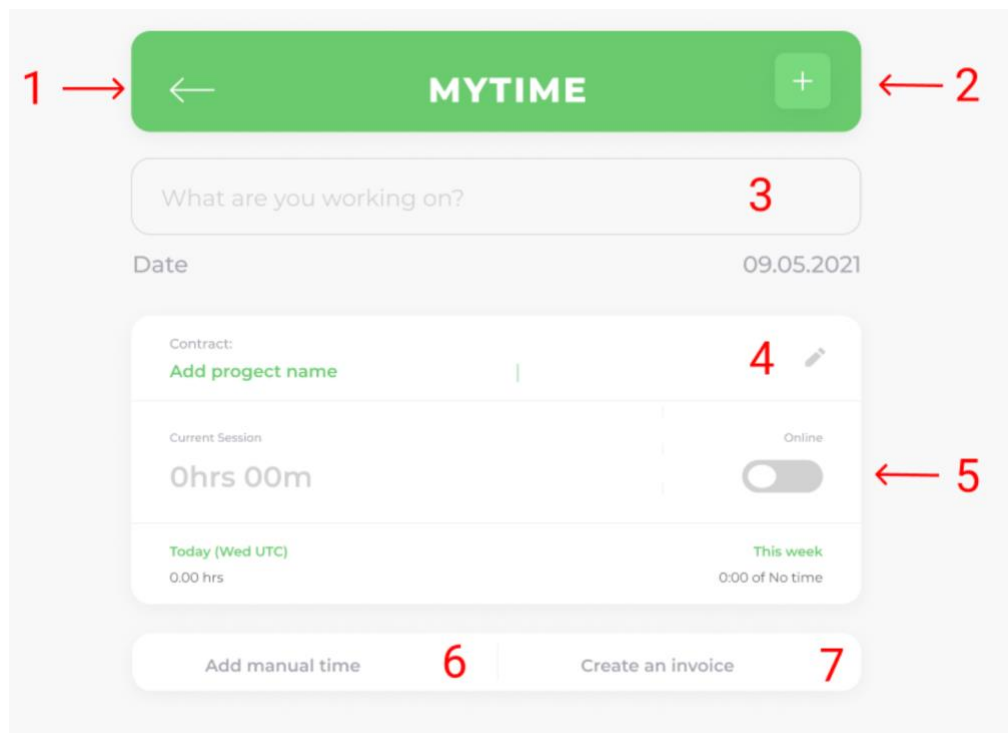 1 → ← MYTIME + ← 2
What are you working on? 3
Date 09.05.2021
Contract:
Add progect name 4
Current Session Online
0hrs 00m ← 5
Today (Wed UTC) This week
0.00 hrs 0:00 of No time
Add manual time 6 Create an invoice 7